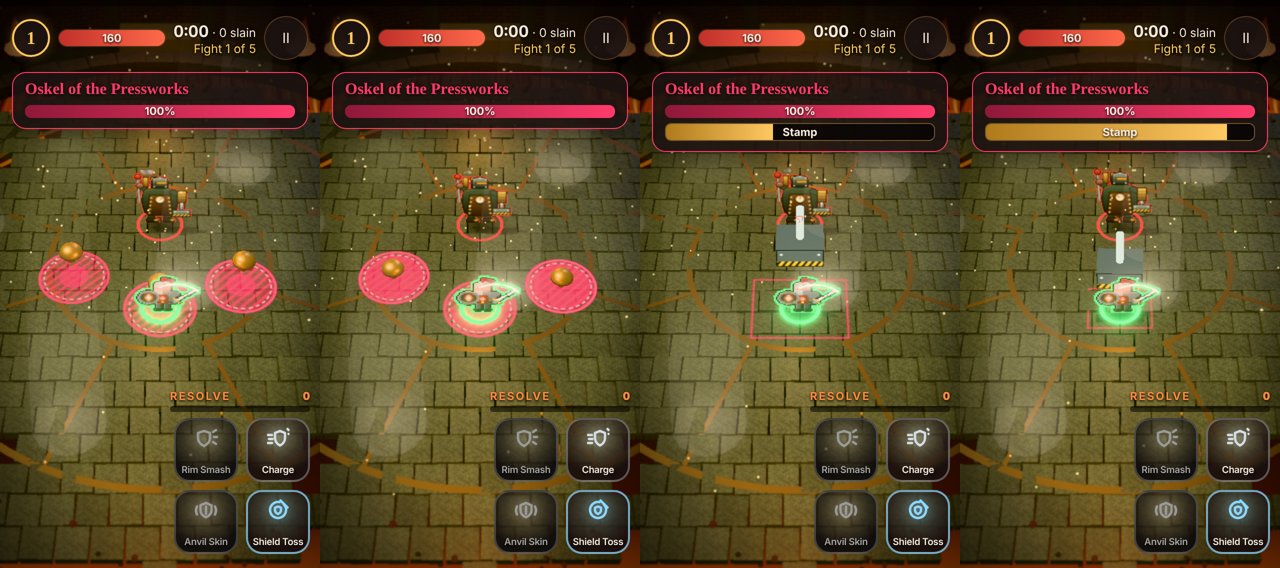 1
160
0:00 · 0 slain
Fight 1 of 5
Oskel of the Pressworks
100%
RESOLVE 0
Rim Smash
Charge
Anvil Skin
Shield Toss
1
160
0:00 · 0 slain
Fight 1 of 5
Oskel of the Pressworks
100%
RESOLVE 0
Rim Smash
Charge
Anvil Skin
Shield Toss
1
160
0:00 · 0 slain
Fight 1 of 5
Oskel of the Pressworks
100%
Stamp
RESOLVE 0
Rim Smash
Charge
Anvil Skin
Shield Toss
1
160
0:00 · 0 slain
Fight 1 of 5
Oskel of the Pressworks
100%
Stamp
RESOLVE 0
Rim Smash
Charge
Anvil Skin
Shield Toss